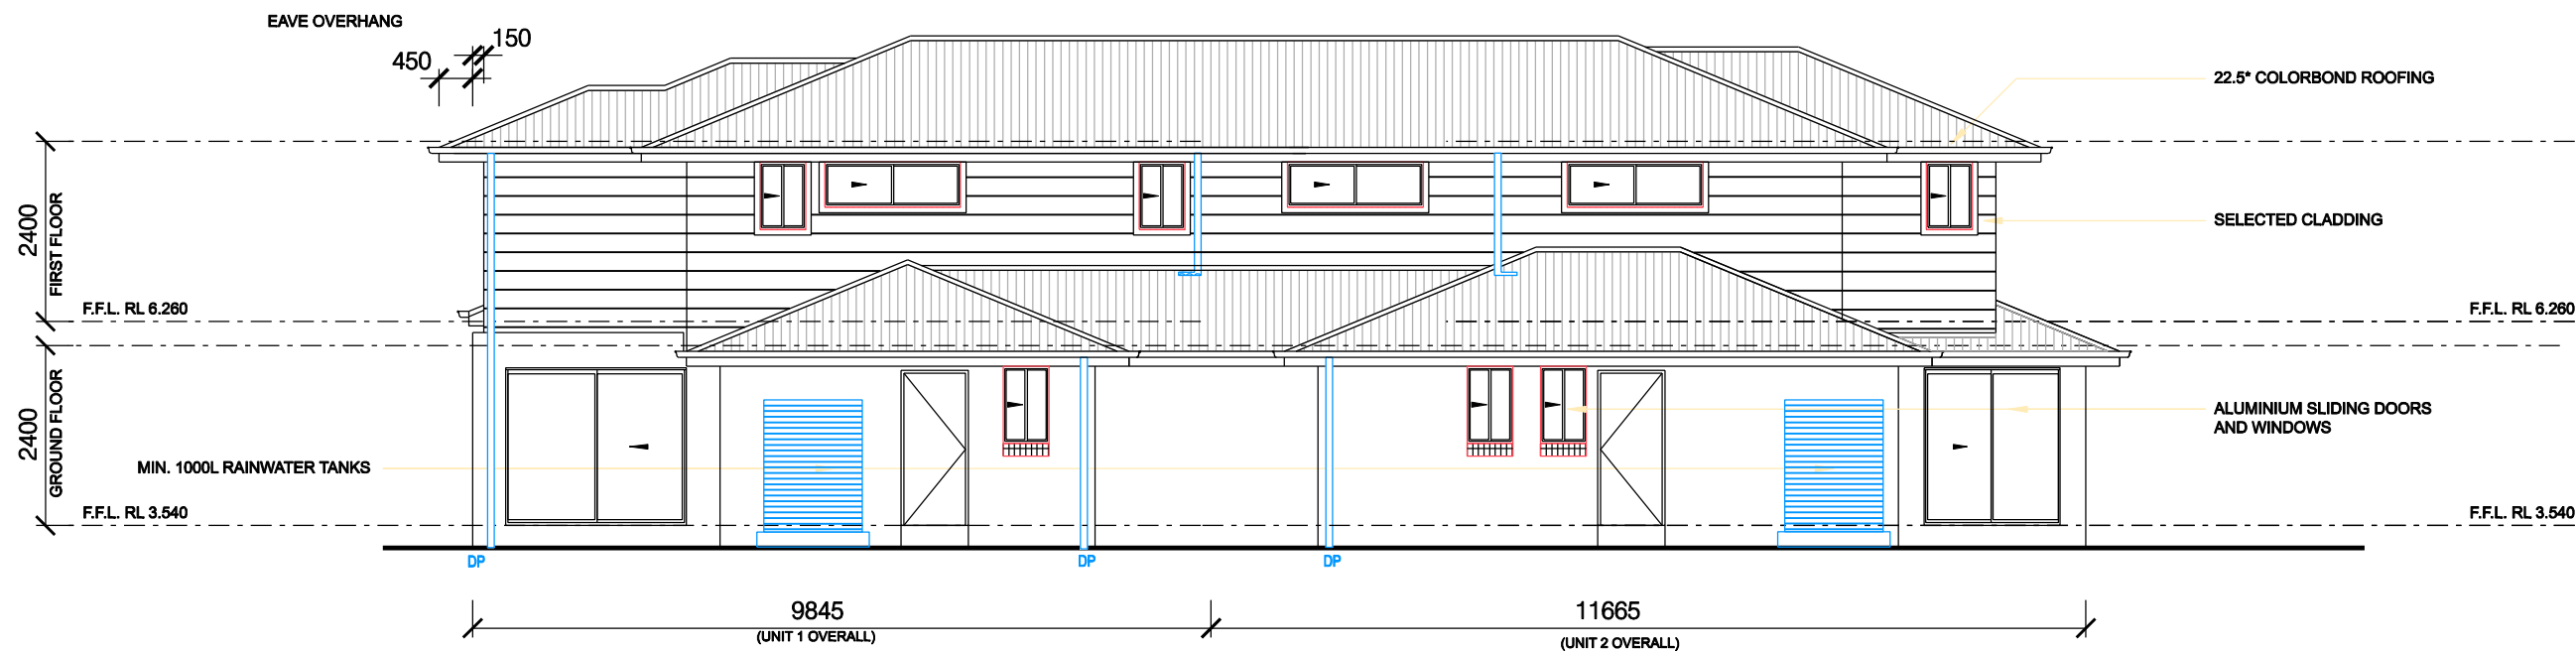 EAVE OVERHANG
150
450
22.5* COLORBOND ROOFING
2400
FIRST FLOOR
SELECTED CLADDING
F.F.L. RL 6.260
F.F.L. RL 6.260
2400
GROUND FLOOR
ALUMINIUM SLIDING DOORS
AND WINDOWS
MIN. 1000L RAINWATER TANKS
F.F.L. RL 3.540
F.F.L. RL 3.540
DP
DP
DP
9845
(UNIT 1 OVERALL)
11665
(UNIT 2 OVERALL)